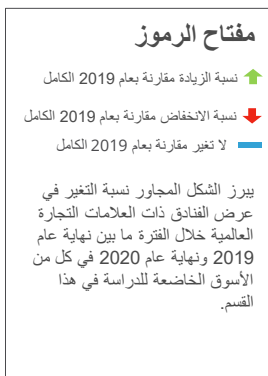 مفتاح الرموز
نسبة الزيادة مقارنة بعام 2019 الكامل
نسبة الانخفاض مقارنة بعام 2019 الكامل
لا تغير مقارنة بعام 2019 الكامل
يبرز الشكل المجاور نسبة التغير في
عرض الفنادق ذات العلامات التجارة
العالمية خلال الفترة ما بين نهاية عام
2019 ونهاية عام 2020 في كل من
الأسوق الخاضعة للدراسة في هذا
القسم.